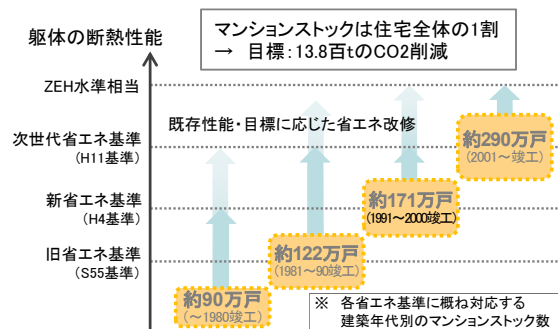 躯体の断熱性能
マンションストックは住宅全体の1割
→ 目標：13.8百tのCO2削減
ZEH水準相当
既存性能・目標に応じた省エネ改修
次世代省エネ基準
(H11基準)
約290万戸
(2001～竣工)
新省エネ基準
(H4基準)
約171万戸
(1991～2000竣工)
旧省エネ基準
(S55基準)
約122万戸
(1981～90竣工)
約90万戸
(～1980竣工)
※ 各省エネ基準に概ね対応する
建築年代別のマンションストック数